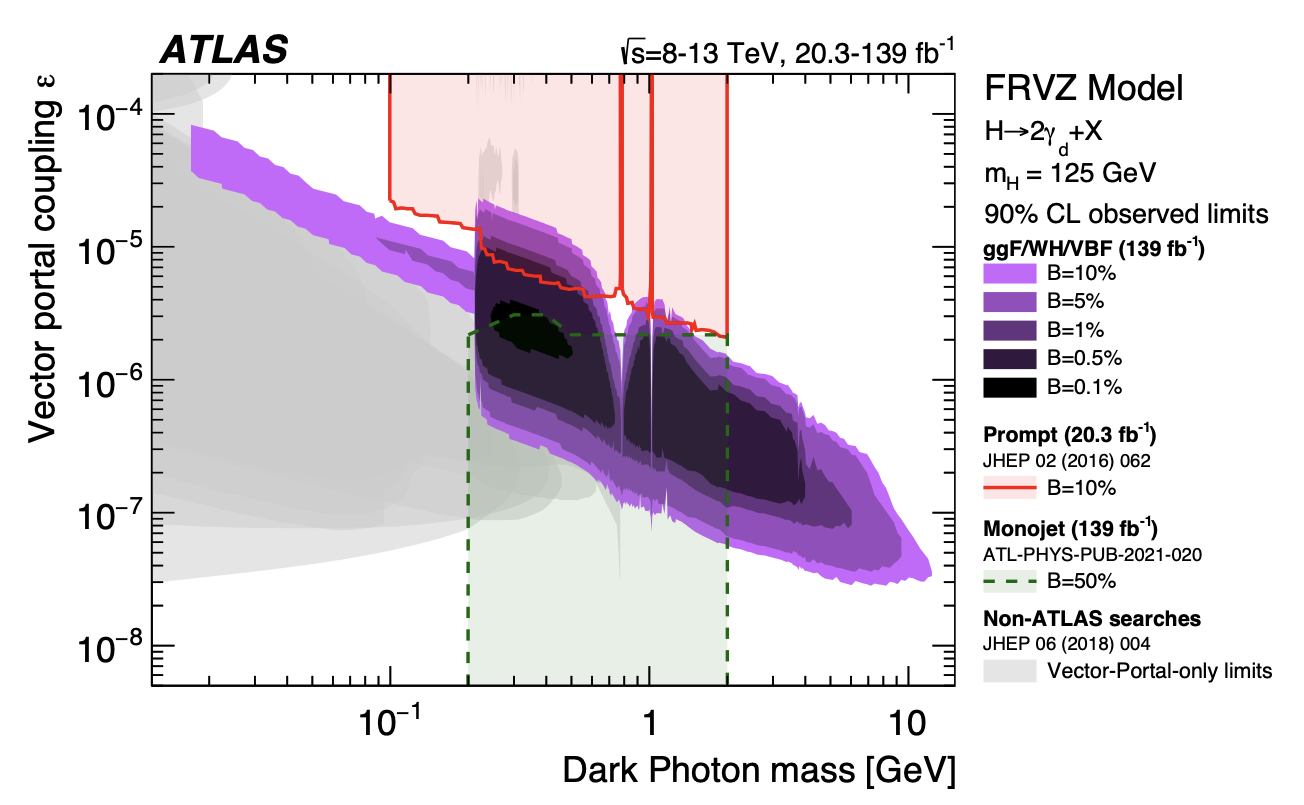 ATLAS
√s=8-13 TeV, 20.3-139 fb⁻¹
Vector portal coupling ε
10⁻⁴
10⁻⁵
10⁻⁶
10⁻⁷
10⁻⁸
10⁻¹
1
10
Dark Photon mass [GeV]
FRVZ Model
H→2γ_d+X
m_H = 125 GeV
90% CL observed limits
ggF/WH/VBF (139 fb⁻¹)
B=10%
B=5%
B=1%
B=0.5%
B=0.1%
Prompt (20.3 fb⁻¹)
JHEP 02 (2016) 062
B=10%
Monojet (139 fb⁻¹)
ATL-PHYS-PUB-2021-020
B=50%
Non-ATLAS searches
JHEP 06 (2018) 004
Vector-Portal-only limits